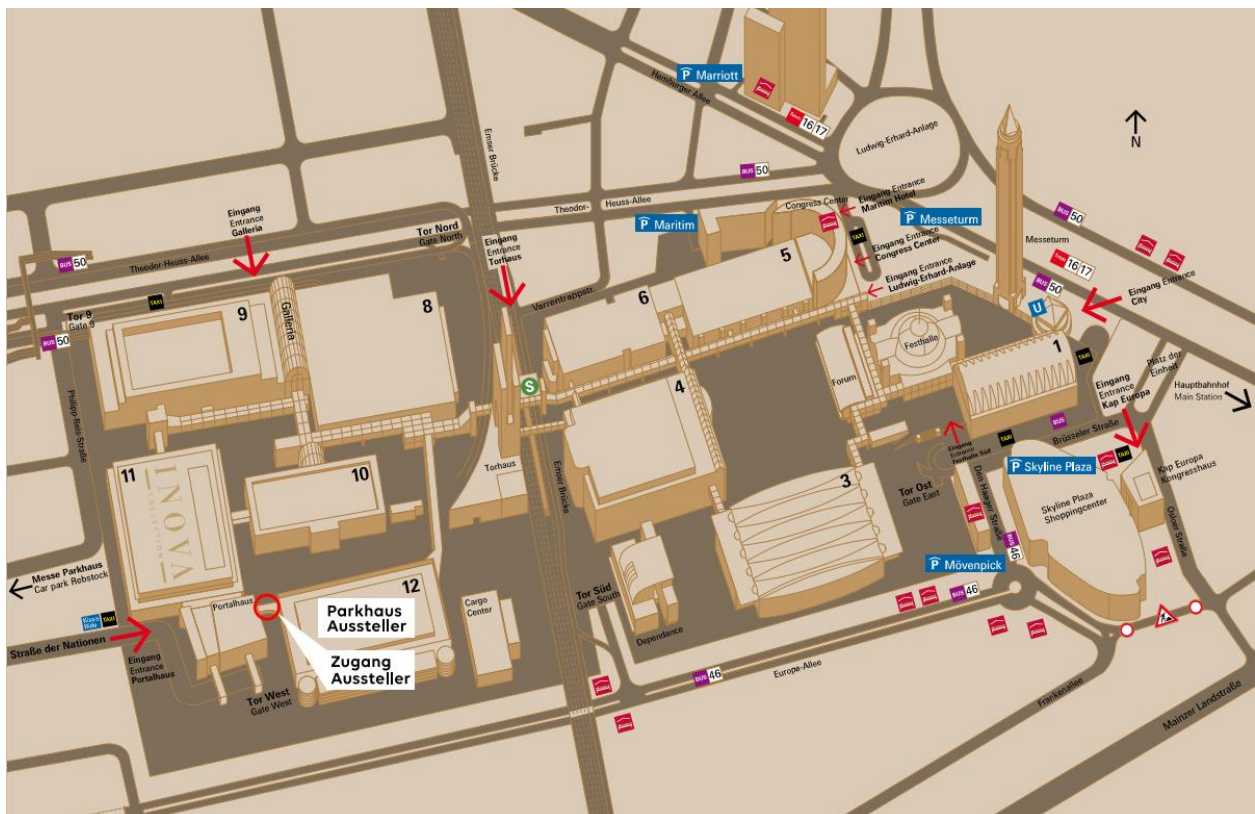 Marriott
Hamburger Allee
Tram 16 17
Ludwig-Erhard-Anlage
N
Emser Brücke
BUS 50
Theodor- Heuss-Allee
Congress Center
Eingang Entrance
Maritim Hotel
P Maritim
P Messeturm
TAXI
Eingang Entrance
Congress Center
Eingang Entrance
Ludwig-Erhard-Anlage
Messeturm
Tram 16 17
BUS 50
BUS 50
Eingang Entrance
City
U
Eingang
Entrance
Galleria
Tor Nord
Gate North
Eingang
Entrance
Torhaus
BUS 50
Theodor-Heuss-Allee
TAXI
Tor 9
Gate 9
BUS 50
Varrentrappstr.
9
Galleria
8
6
5
S
Festhalle
1
TAXI
Platz der
Einheit
Eingang
Entrance
Kap Europa
Hauptbahnhof
Main Station
Philipp-Reis-Straße
4
Forum
BUS
Brüsseler Straße
TAXI
Eingang
Entrance
Festhalle Süd
P Skyline Plaza
TAXI
Kap Europa
Kongresshaus
11
INOVA
COLLECTION
10
Torhaus
Emser Brücke
3
Tor Ost
Gate East
Den Haager Straße
Skyline Plaza
Shoppingcenter
Osloer Straße
BUS 46
P Mövenpick
BUS 46
Messe Parkhaus
Car park Rebstock
Kiss&
Ride
TAXI
Straße der Nationen
Eingang
Entrance
Portalhaus
Portalhaus
12
Parkhaus
Aussteller
Zugang
Aussteller
Cargo
Center
Tor Süd
Gate South
Dependance
Tor West
Gate West
BUS 46
Europa-Allee
Frankenallee
Mainzer Landstraße